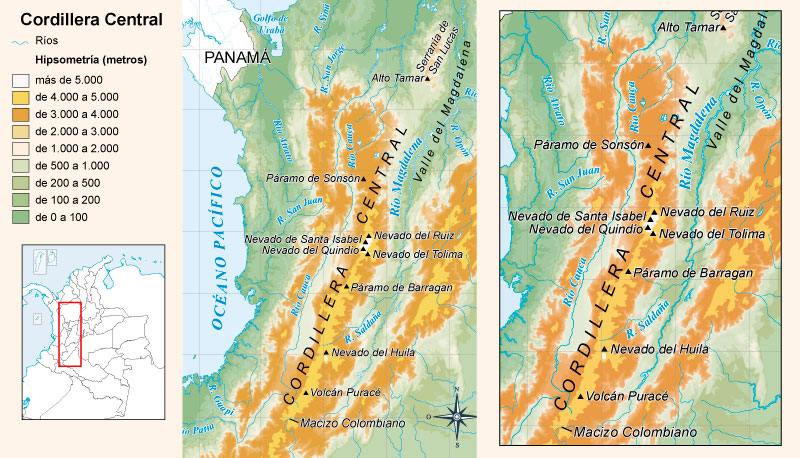 Cordillera Central
Ríos
Hipsometría (metros)
más de 5.000
de 4.000 a 5.000
de 3.000 a 4.000
de 2.000 a 3.000
de 1.000 a 2.000
de 500 a 1.000
de 200 a 500
de 100 a 200
de 0 a 100
Golfo de
Urabá
R. Sinú
PANAMÁ
R. San Jorge
Serranía de
San Lucas
Alto Tamar
Valle del Magdalena
Río
R. Opón
Río Cauca
Río Atrato
CORDILLERA CENTRAL
Río Magdalena
Páramo de Sonsón
R. San Juan
OCÉANO PACÍFICO
Nevado del Ruiz
Nevado de Santa Isabel
Nevado del Quindio
Nevado del Tolima
Río Cauca
Páramo de Barragan
R. Saldaña
Nevado del Huila
Volcán Puracé
R. Guapi
Río Patía
Macizo Colombiano
N
O
E
S
R. San
Alto Tamar
Río Cauca
Río Atrato
CORDILLERA CENTRAL
Valle del Magdalena
Río Magdalena
R. Opón
Páramo de Sonsón
R. San Juan
Nevado de Santa Isabel
Nevado del Ruiz
Nevado del Quindio
Nevado del Tolima
Río Cauca
Páramo de Barragan
R. Saldaña
Nevado del Huila
Volcán Puracé
Macizo Colombiano